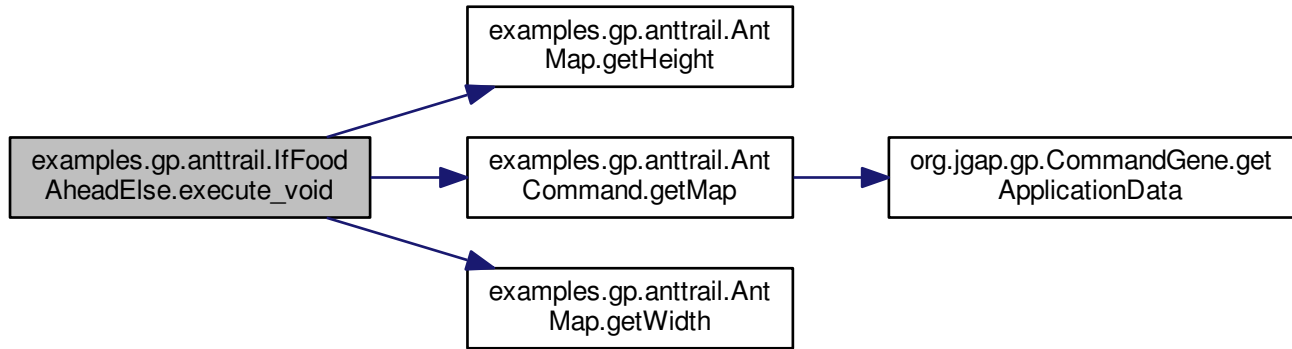 examples.gp.anttrail.Ant
Map.getHeight
examples.gp.anttrail.IfFood
AheadElse.execute_void
examples.gp.anttrail.Ant
Command.getMap
org.jgap.gp.CommandGene.get
ApplicationData
examples.gp.anttrail.Ant
Map.getWidth